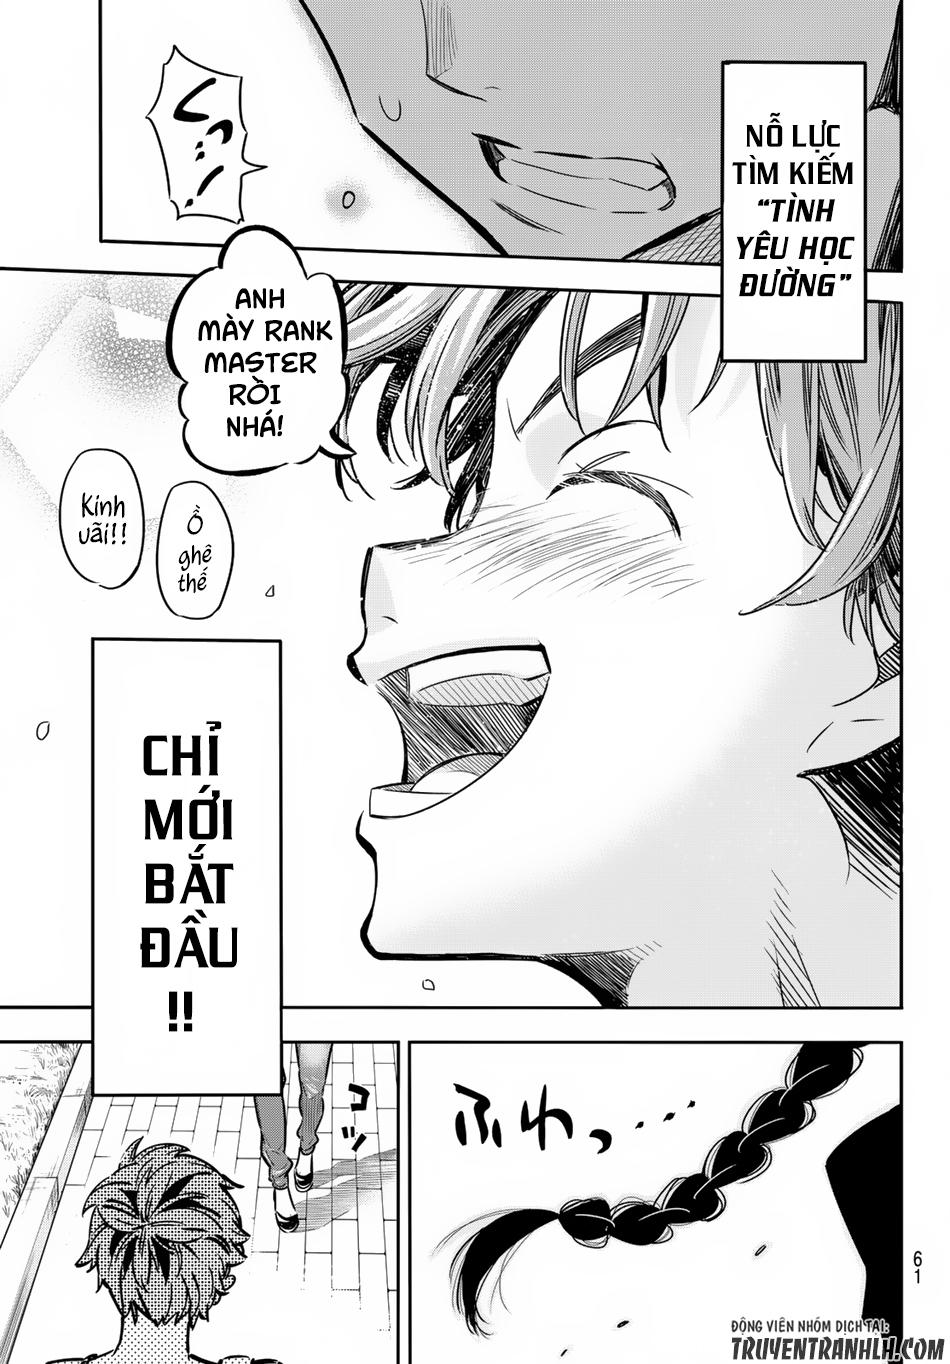 NỖ LỰC
TÌM KIẾM
“TÌNH
YÊU HỌC
ĐƯỜNG”
くっ…
ANH
MÀY RANK
MASTER
RỒI
NHÁ!
Ồ
ghê
thế
Kính
vãi!!
CHỈ
MỚI
BẮT
ĐẦU
!!
ふわっ…
コッ
61
ĐỘNG VIÊN NHÓM DỊCH TẠI:
TRUYENTRANHLH.COM